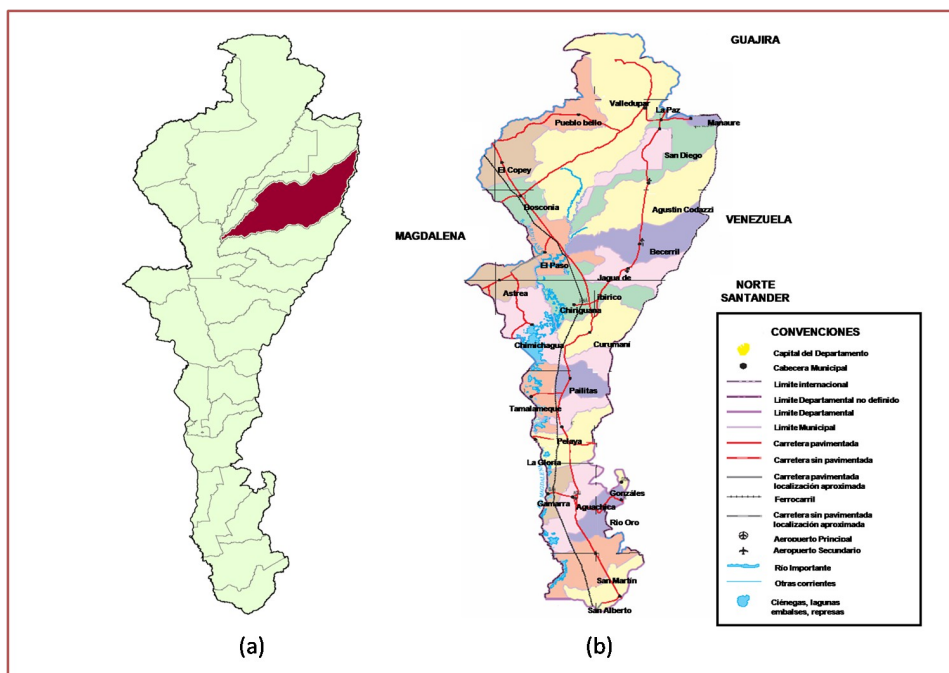 GUAJIRA
Valledupar
La Paz
Manaure
Pueblo bello
San Diego
El Copey
Bosconia
Agustin Codazzi
MAGDALENA
VENEZUELA
Becerril
El Paso
Jagua de
ibirico
Astrea
Chiriguana
NORTE
SANTANDER
Chimichagua
Curumaní
Pailitas
Tamalameque
Pelaya
La Gloria
Gamarra
Aguachica
Gonzáles
Río Oro
San Martín
San Alberto
CONVENCIONES
Capital del Departamento
Cabecera Municipal
Limite internacional
Limite Departamental no definido
Limite Departamental
Limite Municipal
Carretera pavimentada
Carretera sin pavimentada
Carretera pavimentada
localización aproximada
Ferrocarril
Carretera sin pavimentada
localización aproximada
Aeropuerto Principal
Aeropuerto Secundario
Río Importante
Otras corrientes
Ciénegas, lagunas
embalses, represas
(a)
(b)